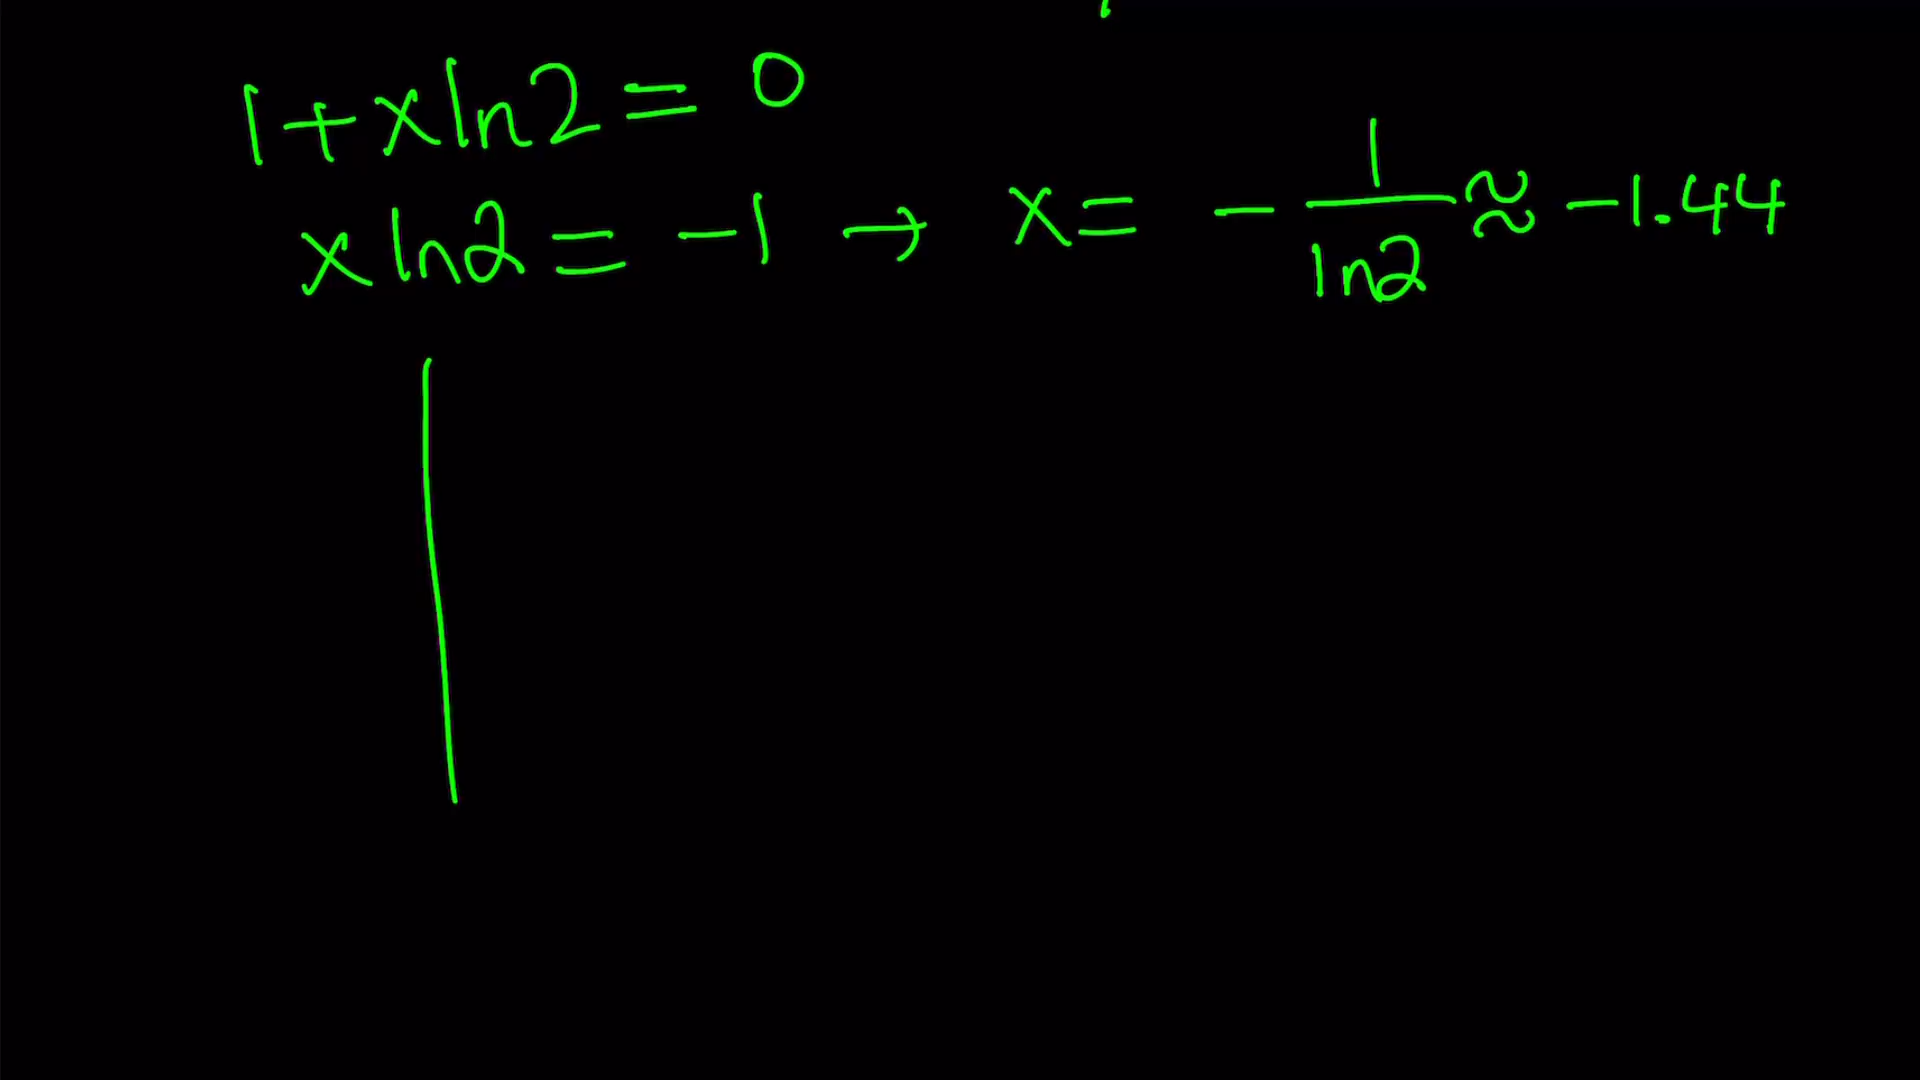 1+xln2=0
xln2=-1 → x= - 1/ln2 ≈ -1.44